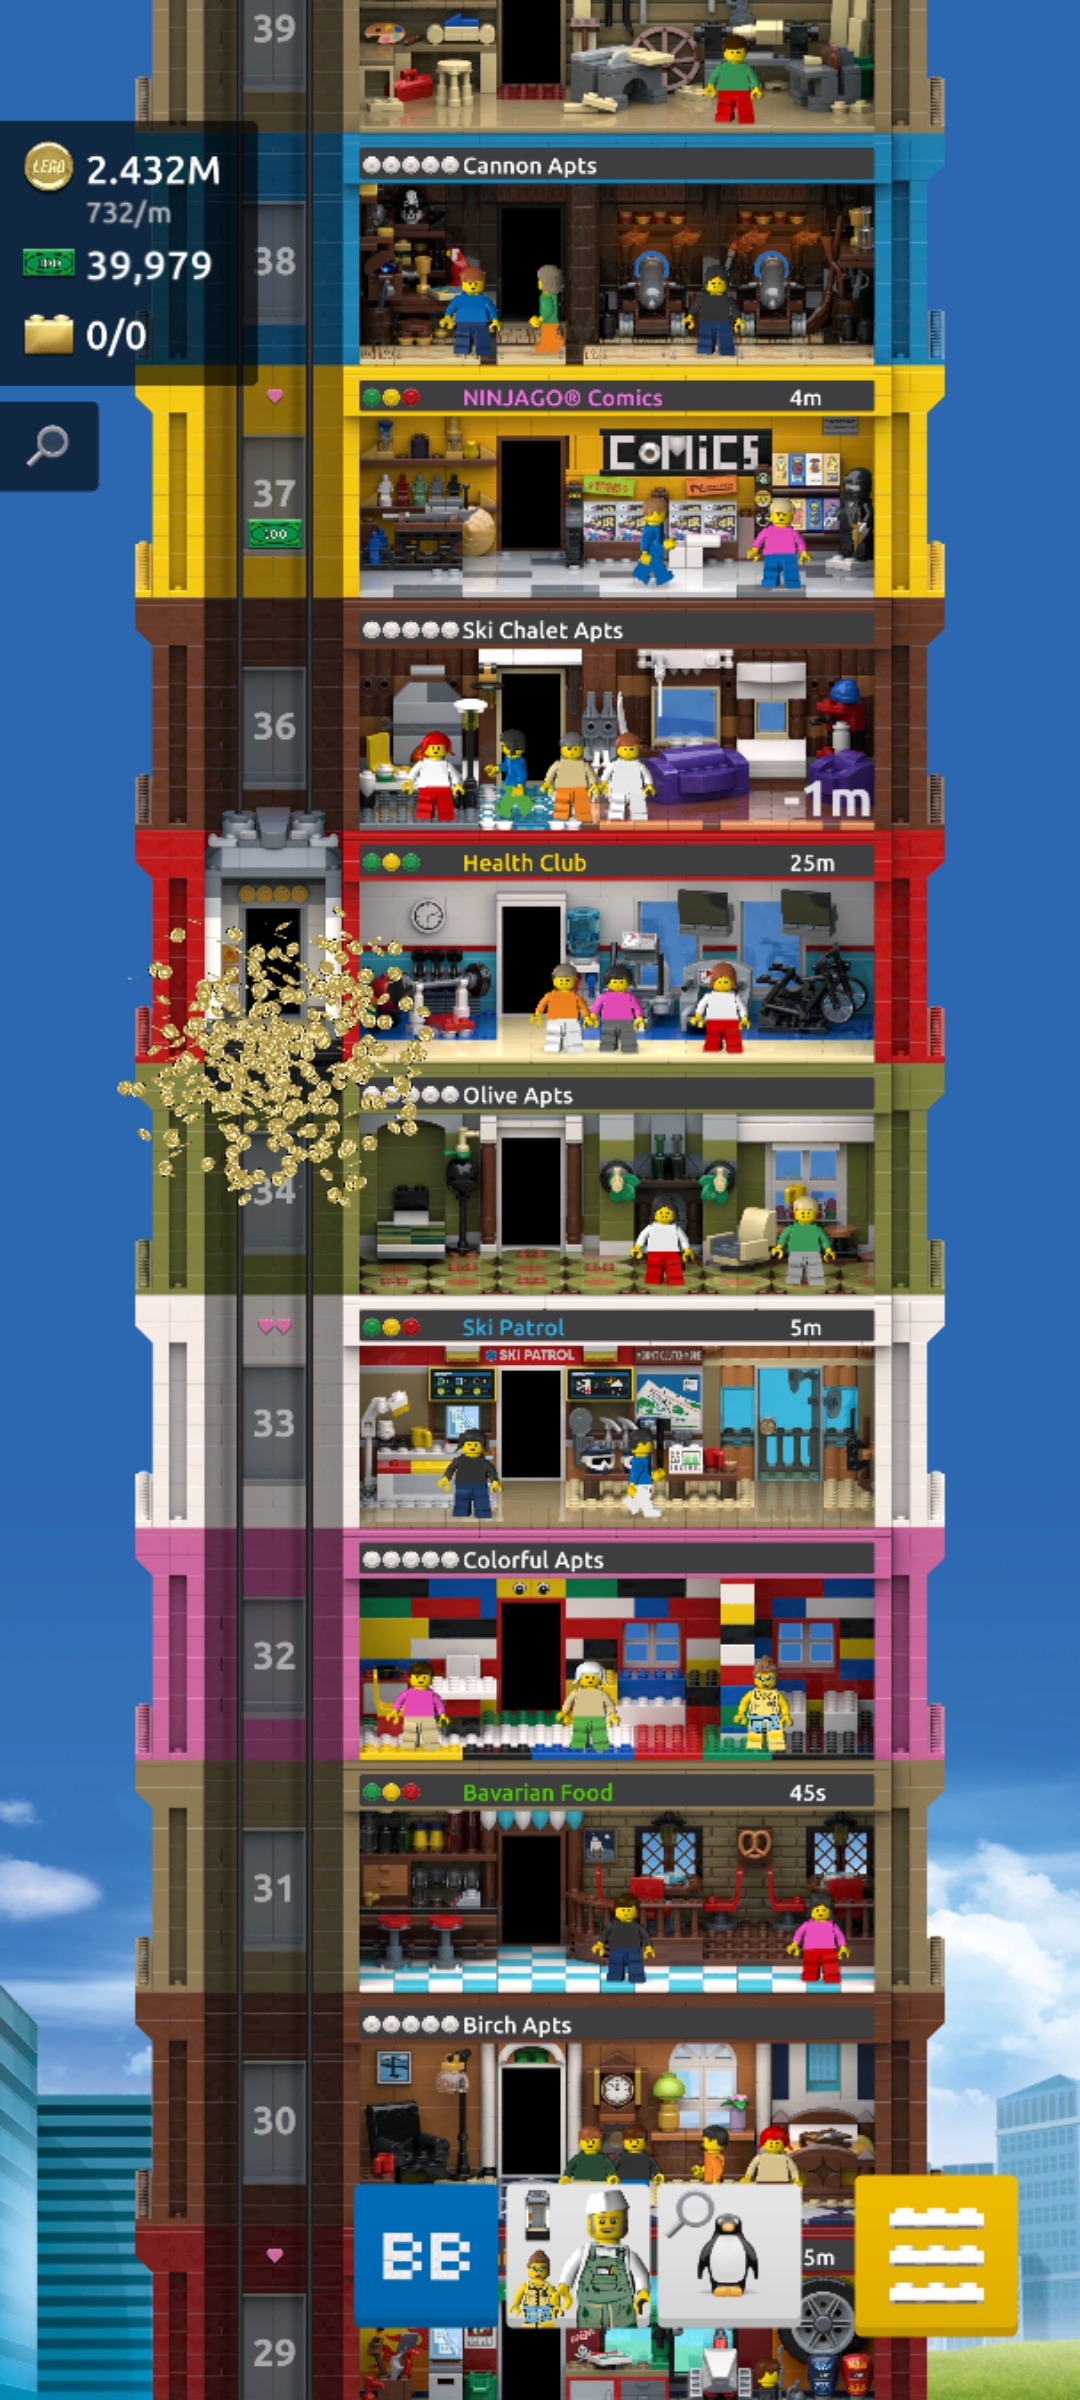 39
LEGO
2.432M
732/m
100
39,979
0/0
Cannon Apts
38
NINJAGO® Comics
4m
COMiCS
37
100
Ski Chalet Apts
36
-1m
Health Club
25m
Olive Apts
34
Ski Patrol
5m
SKI PATROL
33
Colorful Apts
32
Bavarian Food
45s
31
Birch Apts
30
BB
5m
29